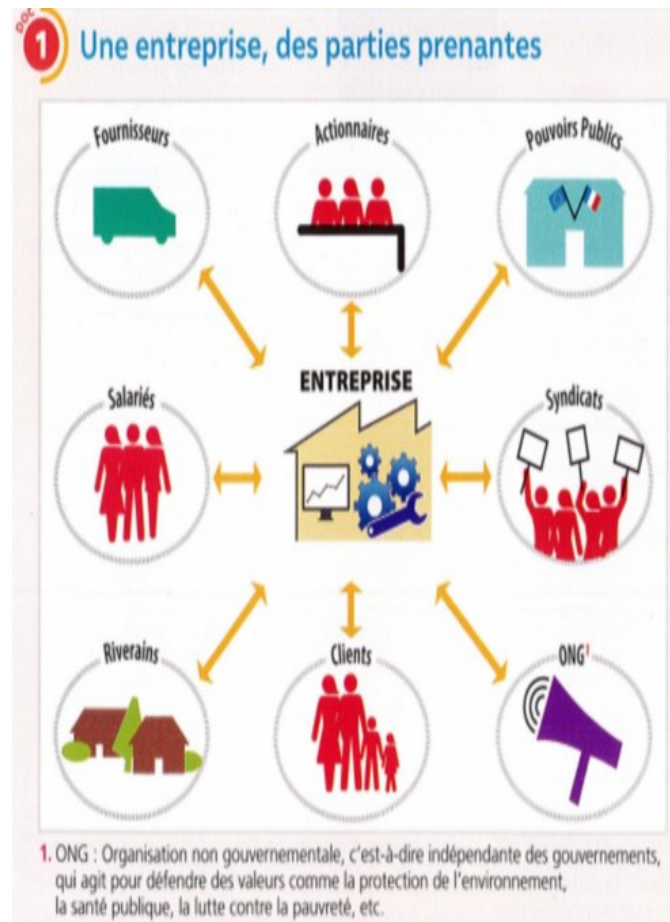 DOC
1 Une entreprise, des parties prenantes
Fournisseurs
Actionnaires
Pouvoirs Publics
ENTREPRISE
Salariés
Syndicats
Riverains
Clients
ONG¹
1. ONG : Organisation non gouvernementale, c'est-à-dire indépendante des gouvernements,
qui agit pour défendre des valeurs comme la protection de l'environnement,
la santé publique, la lutte contre la pauvreté, etc.